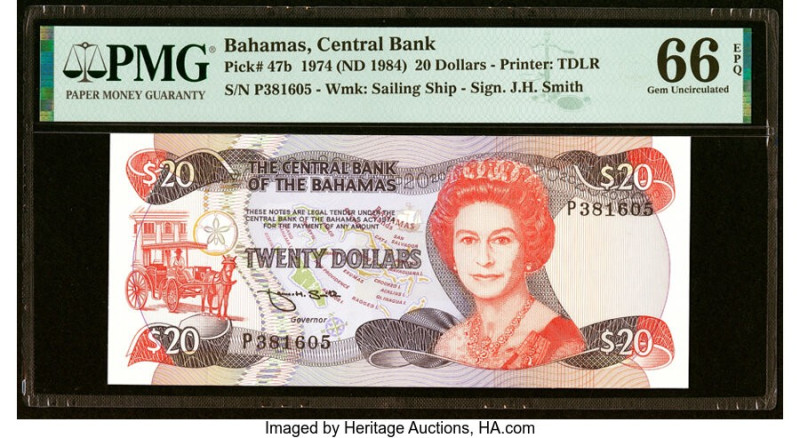 PMG
PAPER MONEY GUARANTY
Bahamas, Central Bank
Pick# 47b 1974 (ND 1984) 20 Dollars - Printer: TDLR
S/N P381605 - Wmk: Sailing Ship - Sign. J.H. Smith
66 EPQ
Gem Uncirculated
$20
THE CENTRAL BANK
OF THE BAHAMAS
$20
P381605
THESE NOTES ARE LEGAL TENDER UNDER THE
CENTRAL BANK OF THE BAHAMAS ACT 1974
FOR THE PAYMENT OF ANY AMOUNT
BAHAMAS
TWENTY DOLLARS
Governor
$20
P381605
$20
Imaged by Heritage Auctions, HA.com